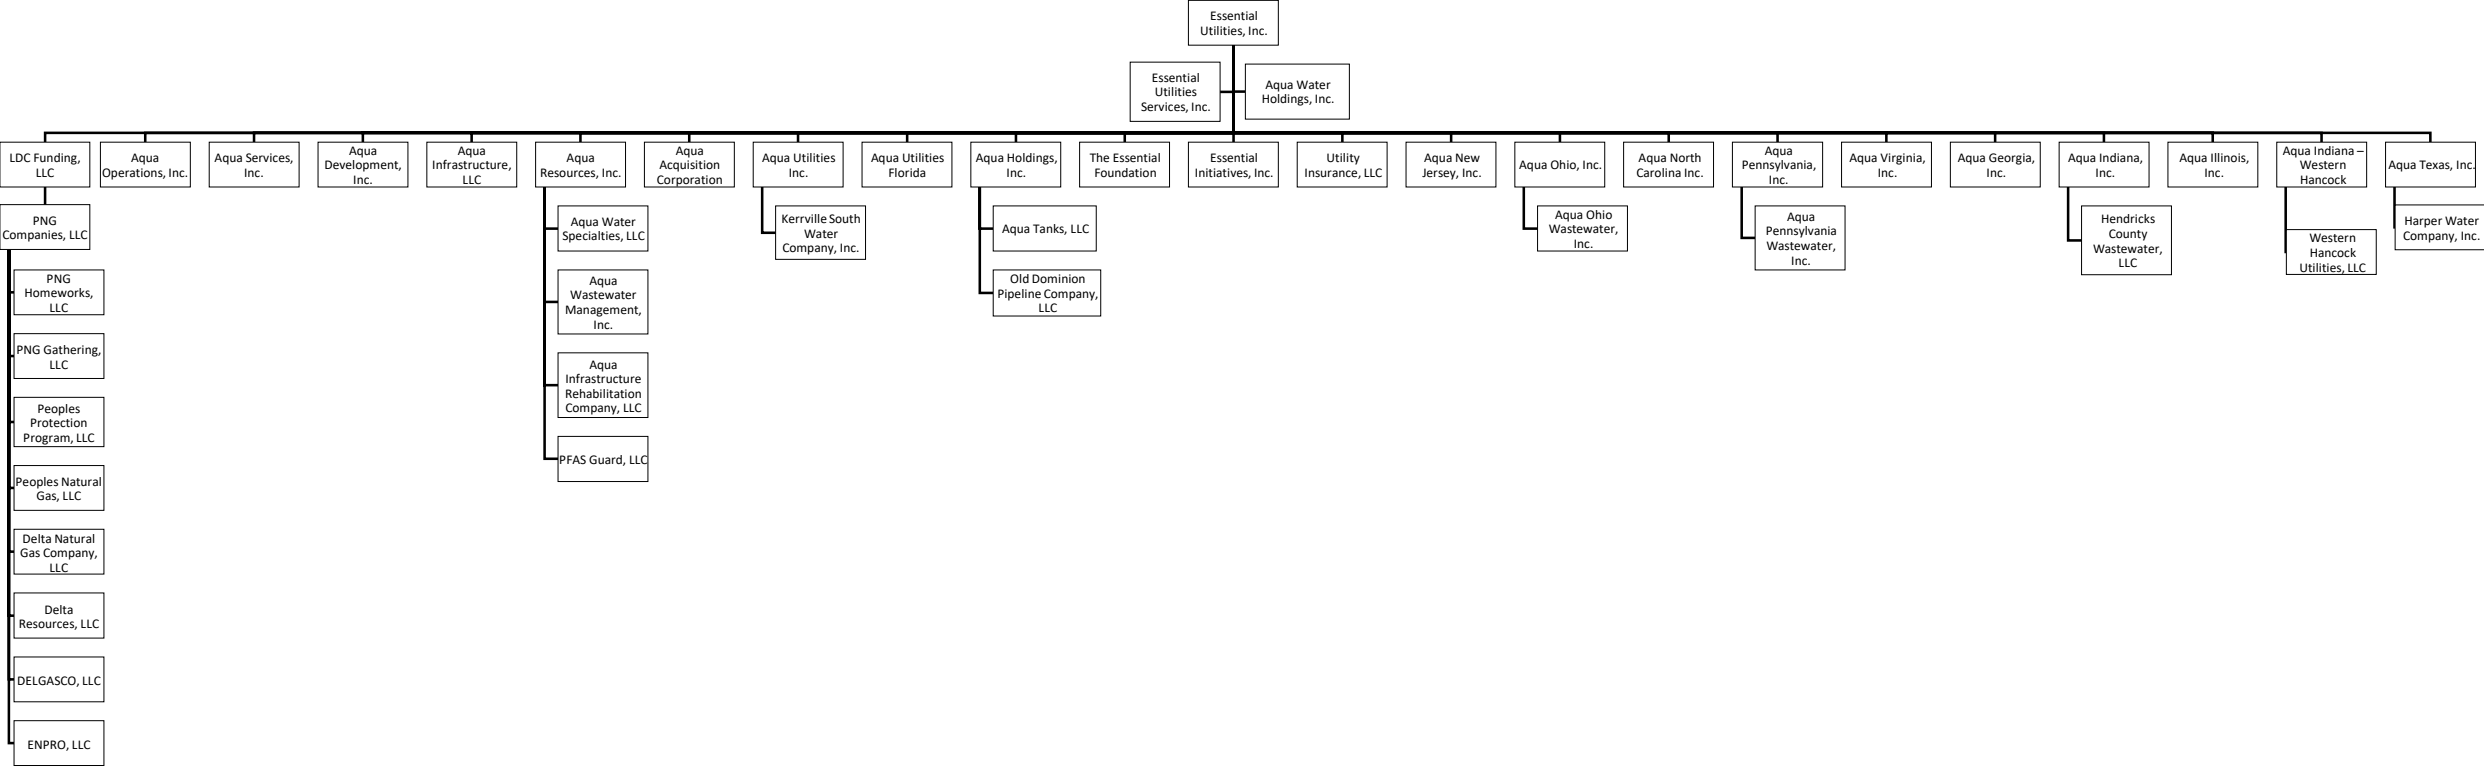 Essential
Utilities, Inc.
Essential
Utilities
Services, Inc.
Aqua Water
Holdings, Inc.
LDC Funding,
LLC
Aqua
Operations, Inc.
Aqua Services,
Inc.
Aqua
Development,
Inc.
Aqua
Infrastructure,
LLC
Aqua
Resources, Inc.
Aqua
Acquisition
Corporation
Aqua Utilities
Inc.
Aqua Utilities
Florida
Aqua Holdings,
Inc.
The Essential
Foundation
Essential
Initiatives, Inc.
Utility
Insurance, LLC
Aqua New
Jersey, Inc.
Aqua Ohio, Inc.
Aqua North
Carolina Inc.
Aqua
Pennsylvania,
Inc.
Aqua Virginia,
Inc.
Aqua Georgia,
Inc.
Aqua Indiana,
Inc.
Aqua Illinois,
Inc.
Aqua Indiana –
Western
Hancock
Aqua Texas, Inc.
PNG
Companies, LLC
PNG
Homeworks,
LLC
PNG Gathering,
LLC
Peoples
Protection
Program, LLC
Peoples Natural
Gas, LLC
Delta Natural
Gas Company,
LLC
Delta
Resources, LLC
DELGASCO, LLC
ENPRO, LLC
Aqua Water
Specialties, LLC
Aqua
Wastewater
Management,
Inc.
Aqua
Infrastructure
Rehabilitation
Company, LLC
PFAS Guard, LLC
Kerrville South
Water
Company, Inc.
Aqua Tanks, LLC
Old Dominion
Pipeline Company,
LLC
Aqua Ohio
Wastewater,
Inc.
Aqua
Pennsylvania
Wastewater,
Inc.
Hendricks
County
Wastewater,
LLC
Western
Hancock
Utilities, LLC
Harper Water
Company, Inc.